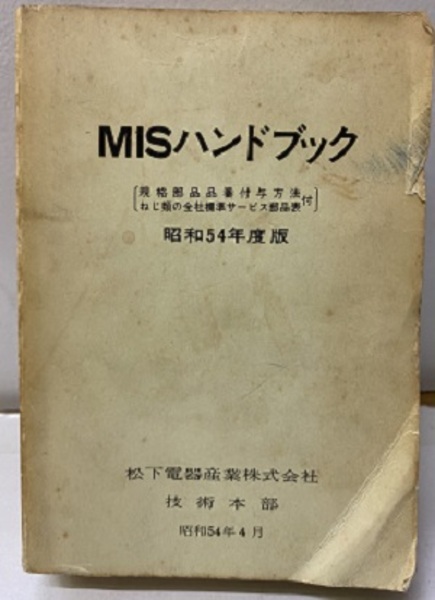 MISハンドブック
規格部品品番付与方法
ねじ類の全社標準サービス部品表 付
昭和54年度版
松下電器産業株式会社
技術本部
昭和54年4月